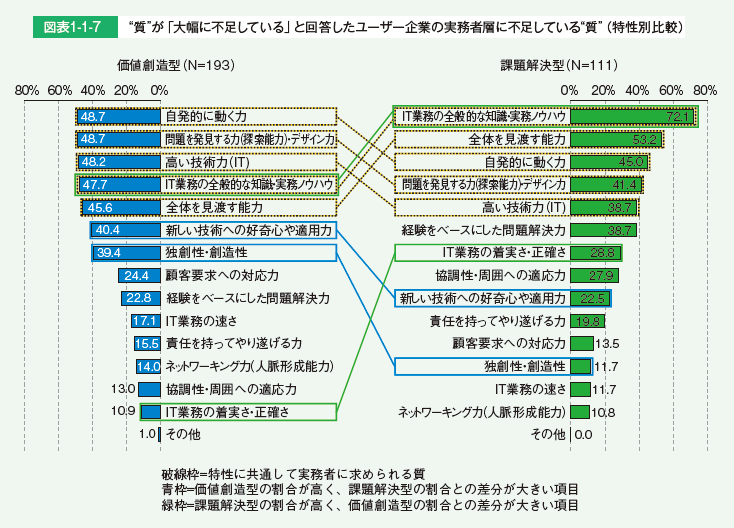 図表1-1-7 “質”が「大幅に不足している」と回答したユーザー企業の実務者層に不足している“質”（特性別比較）
価値創造型（N=193）
80% 60% 40% 20% 0%
48.7 自発的に動く力
48.7 問題を発見する力（探索能力）・デザイン力
48.2 高い技術力（IT）
47.7 IT業務の全般的な知識・実務ノウハウ
45.6 全体を見渡す能力
40.4 新しい技術への好奇心や適用力
39.4 独創性・創造性
24.4 顧客要求への対応力
22.8 経験をベースにした問題解決力
17.1 IT業務の速さ
15.5 責任を持ってやり遂げる力
14.0 ネットワーキング力（人脈形成能力）
13.0 協調性・周囲への適応力
10.9 IT業務の着実さ・正確さ
1.0 その他
課題解決型（N=111）
0% 20% 40% 60% 80%
IT業務の全般的な知識・実務ノウハウ 72.1
全体を見渡す能力 53.2
自発的に動く力 45.0
問題を発見する力（探索能力）・デザイン力 41.4
高い技術力（IT） 38.7
経験をベースにした問題解決力 38.7
IT業務の着実さ・正確さ 28.8
協調性・周囲への適応力 27.9
新しい技術への好奇心や適用力 22.5
責任を持ってやり遂げる力 19.8
顧客要求への対応力 13.5
独創性・創造性 11.7
IT業務の速さ 11.7
ネットワーキング力（人脈形成能力） 10.8
その他 0.0
破線枠=特性に共通して実務者に求められる質
青枠=価値創造型の割合が高く、課題解決型の割合との差分が大きい項目
緑枠=課題解決型の割合が高く、価値創造型の割合との差分が大きい項目